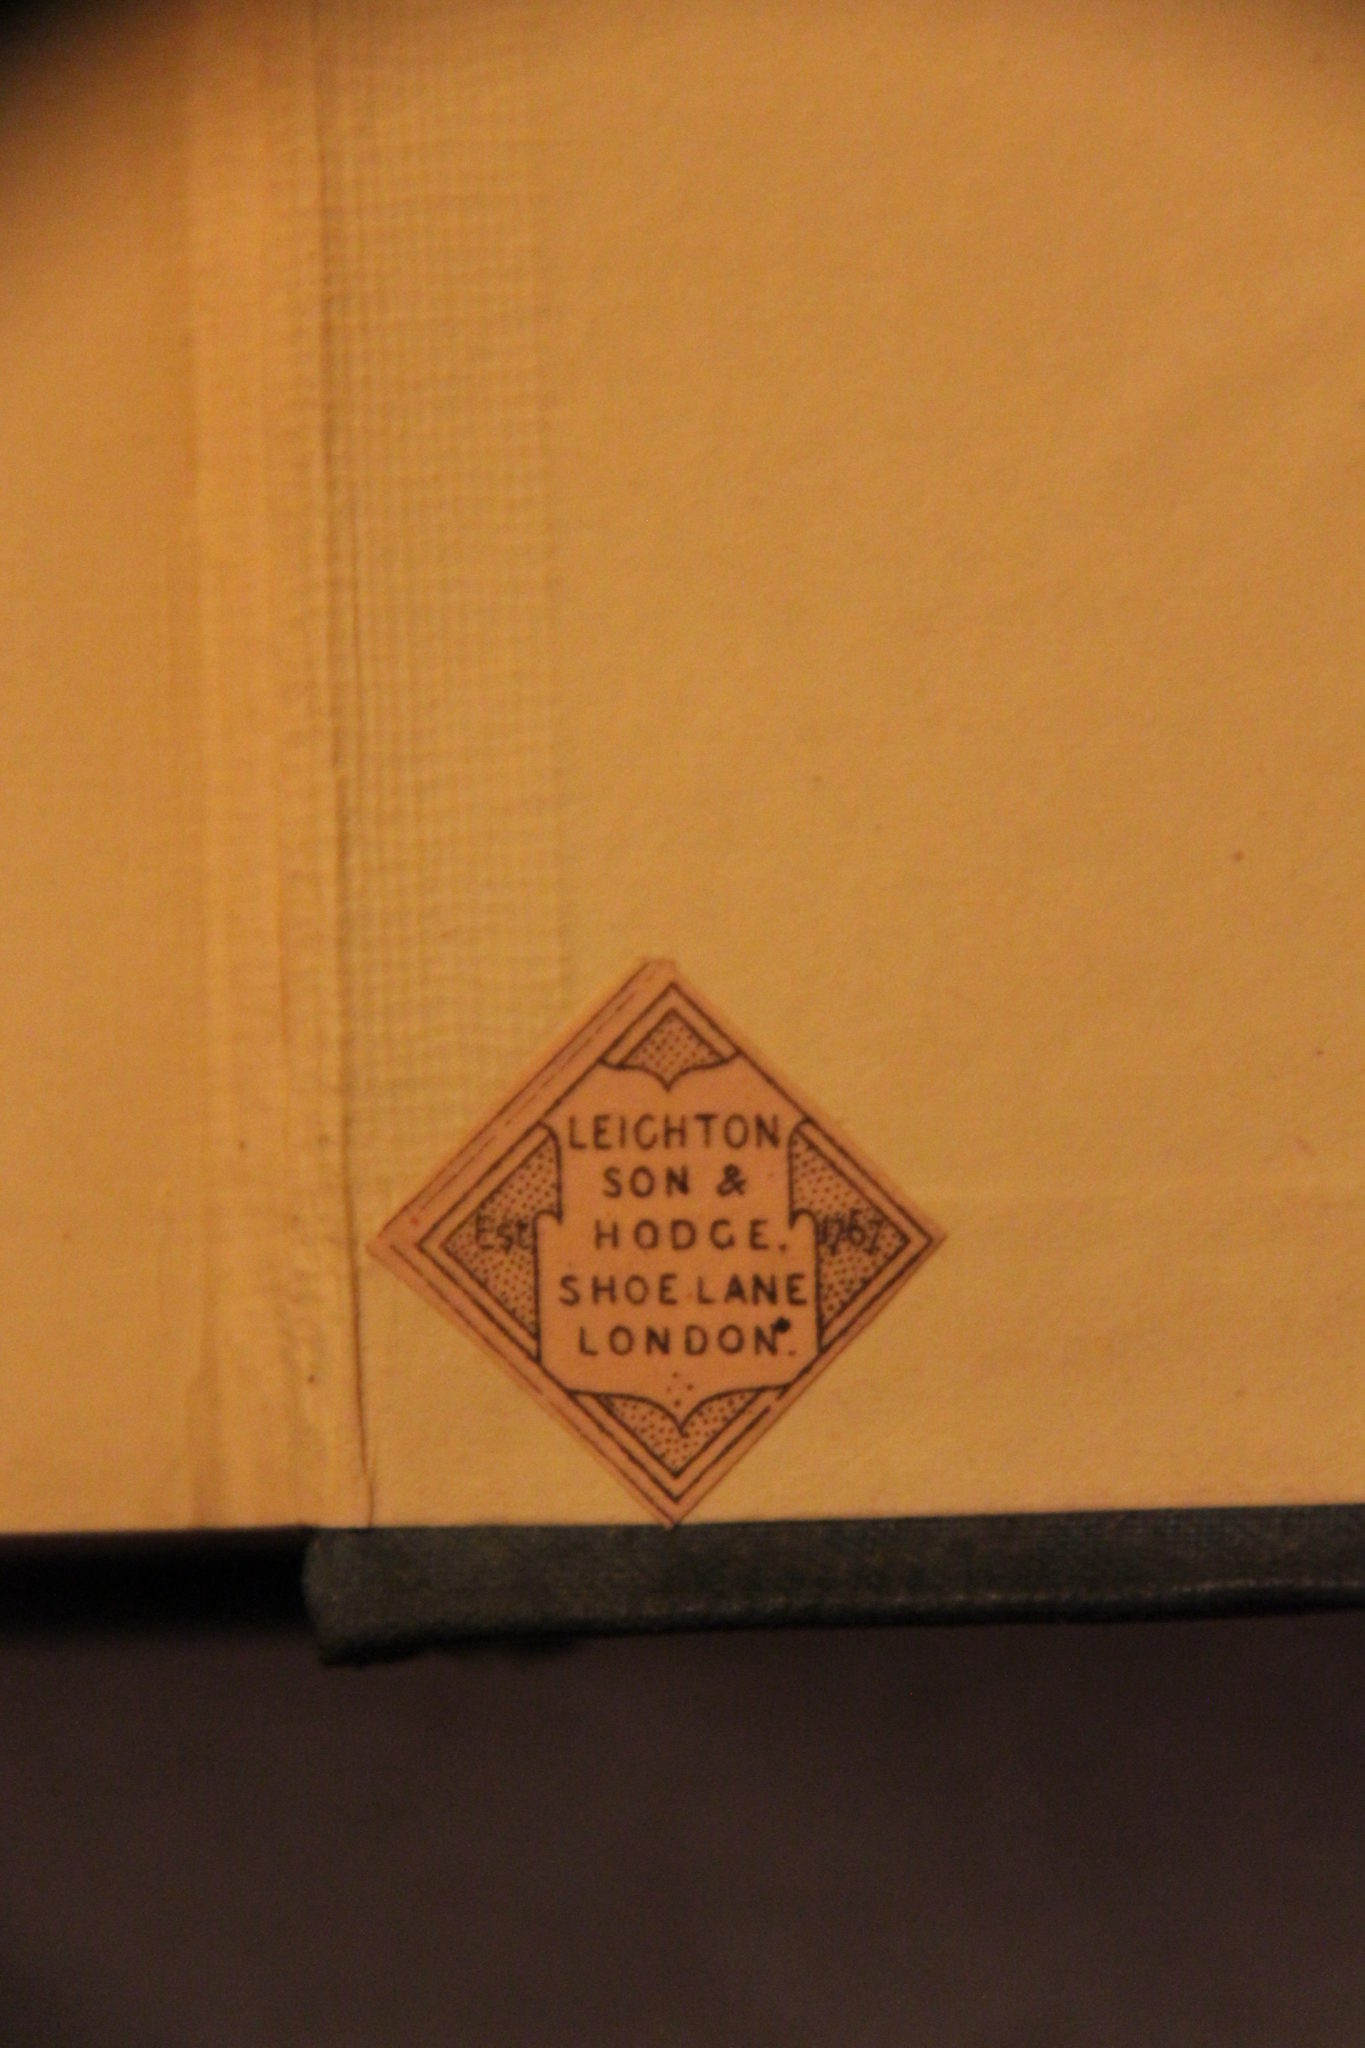 LEIGHTON
SON &
Est HODGE. 1767
SHOE LANE
LONDON.